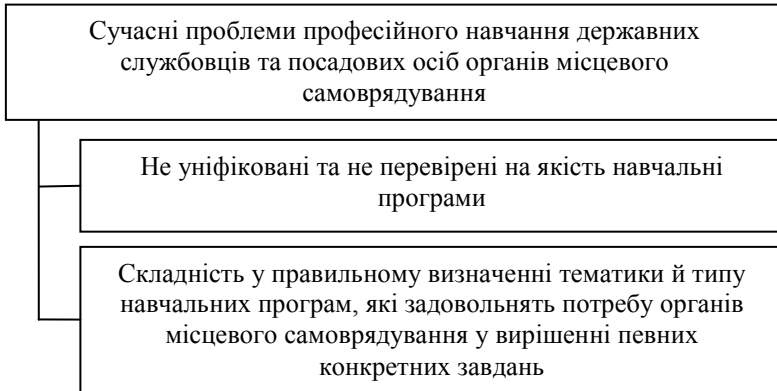 Сучасні проблеми професійного навчання державних
службовців та посадових осіб органів місцевого
самоврядування
Не уніфіковані та не перевірені на якість навчальні
програми
Складність у правильному визначенні тематики й типу
навчальних програм, які задовольнять потребу органів
місцевого самоврядування у вирішенні певних
конкретних завдань